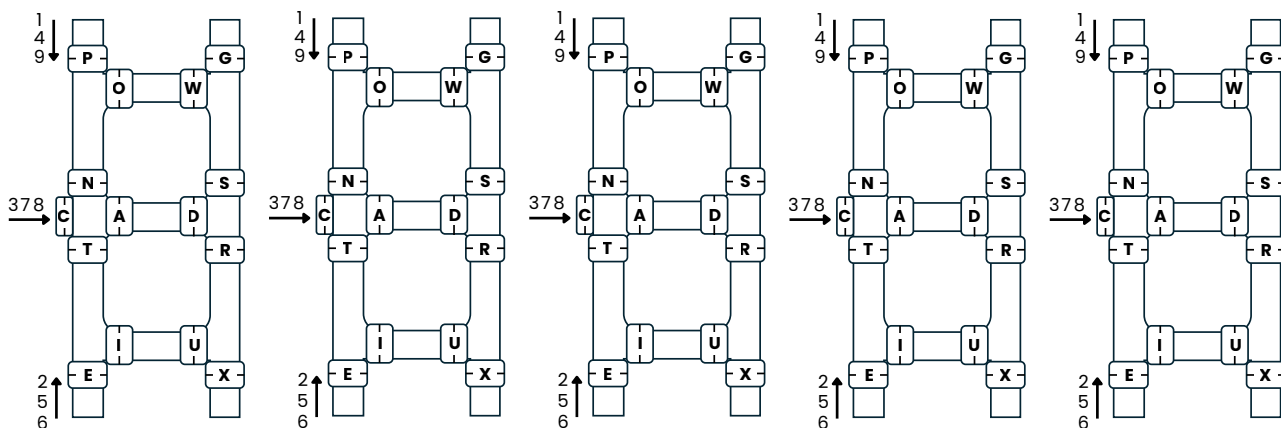 1 1 1 1 1
4 4 4 4 4
9 P G 9 P G 9 P G 9 P G 9 P G
O W O W O W O W O W
N S N S N S N S N S
378 C A D 378 C A D 378 C A D 378 C A D 378 C A D
T R T R T R T R T R
I U I U I U I U I U
E X E X E X E X E X
2 2 2 2 2
5 5 5 5 5
6 6 6 6 6